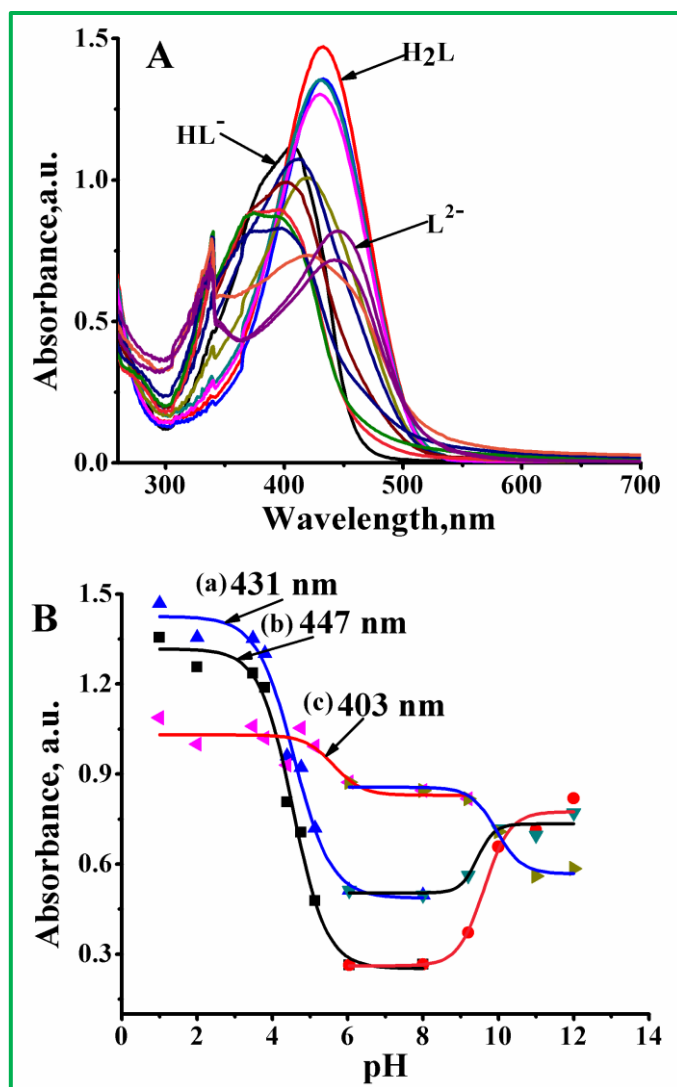 A
H2L
HL-
L2-
1.5
1.0
0.5
0.0
Absorbance,a.u.
300 400 500 600 700
Wavelength,nm
B
(a) 431 nm
(b) 447 nm
(c) 403 nm
1.5
1.2
0.9
0.6
0.3
Absorbance, a.u.
0 2 4 6 8 10 12 14
pH